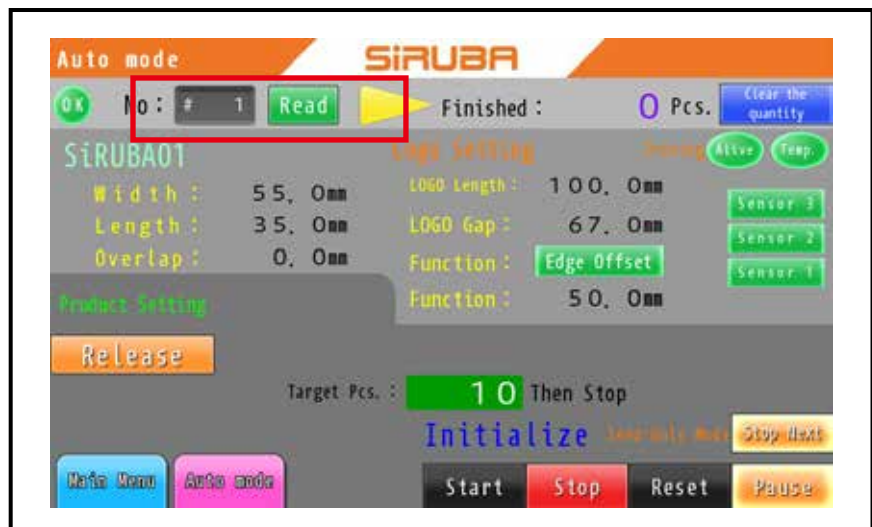 Auto mode
SiRUBA
OK No: # 1 Read Finished : 0 Pcs. Clear the quantity
SiRUBA01 Logo Setting Alive Temp.
Width : 55. 0mm LOGO Length : 100. 0mm Sensor 3
Length : 35. 0mm LOGO Gap : 67. 0mm Sensor 2
Overlap : 0. 0mm Function : Edge Offset Sensor 1
Product Setting Function : 50. 0mm
Release
Target Pcs. : 10 Then Stop
Initialize Stop Next
Main Menu Auto mode Start Stop Reset Pause